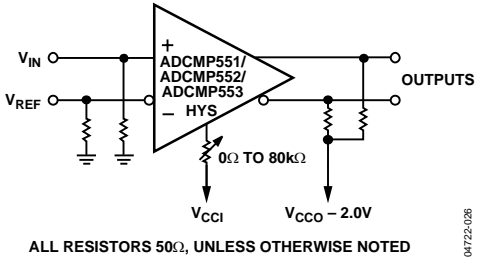 V_IN
V_REF
+
−
ADCMP551/
ADCMP552/
ADCMP553
HYS
OUTPUTS
0Ω TO 80kΩ
V_CCI
V_CCO – 2.0V
ALL RESISTORS 50Ω, UNLESS OTHERWISE NOTED
04722-026